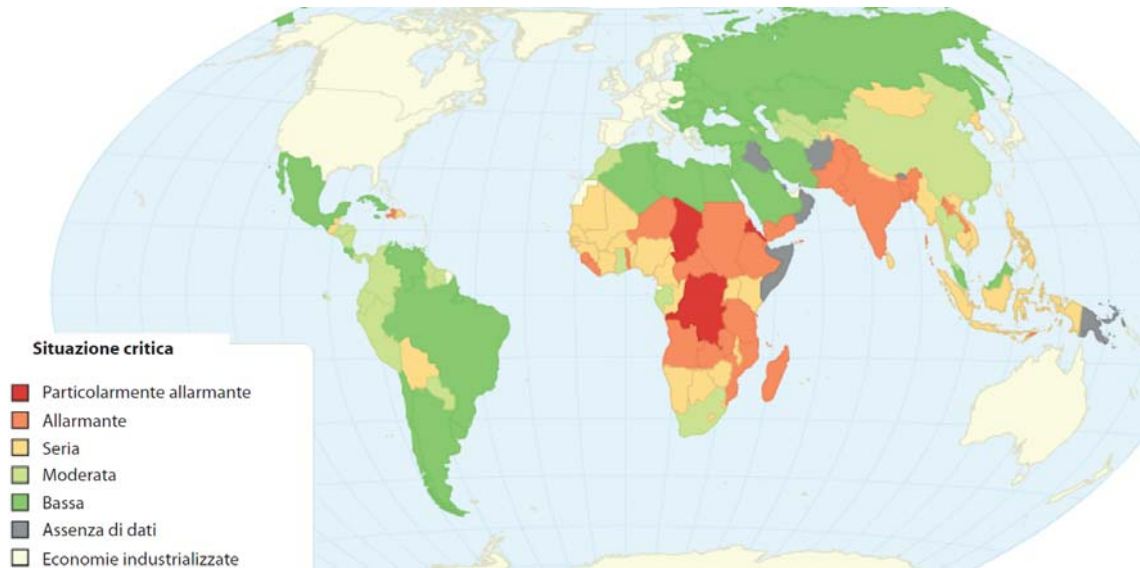 Situazione critica
Particolarmente allarmante
Allarmante
Seria
Moderata
Bassa
Assenza di dati
Economie industrializzate